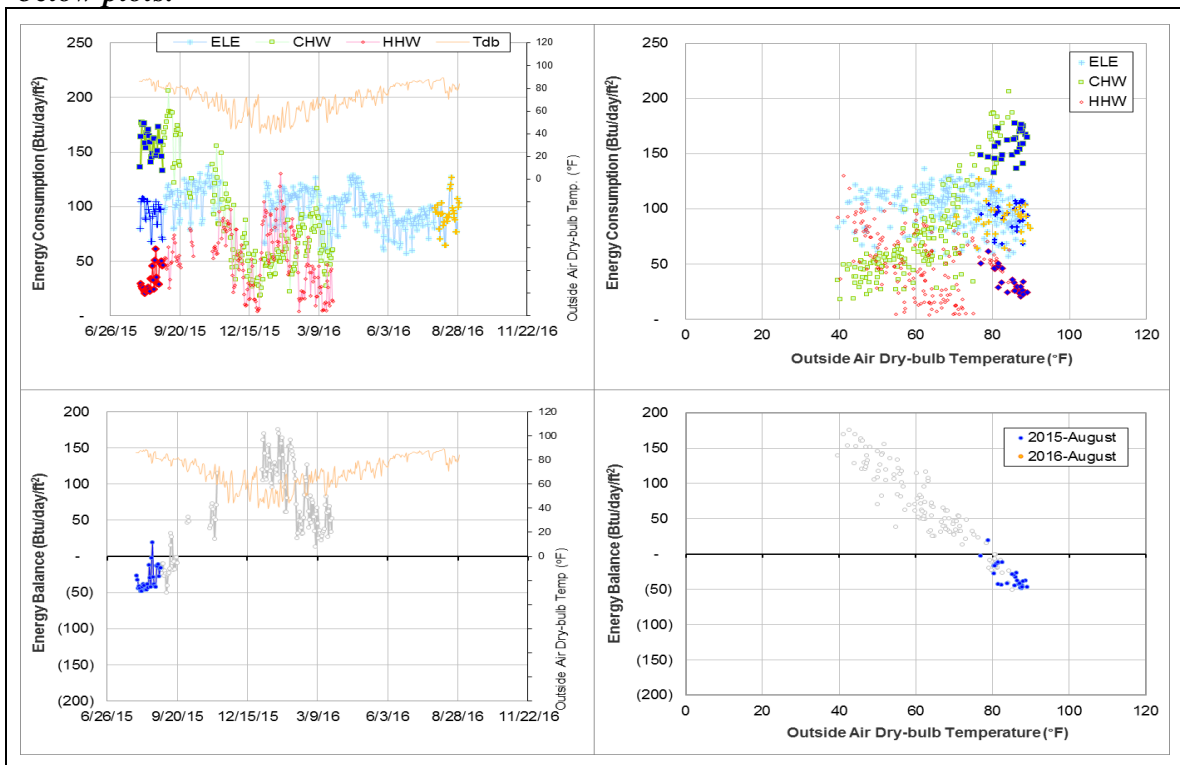 below plots.
ELE CHW HHW Tdb
Energy Consumption (Btu/day/ft²)
250
200
150
100
50
-
120
100
80
60
40
20
0
Outside Air Dry-bulb Temp. (°F)
6/26/15 9/20/15 12/15/15 3/9/16 6/3/16 8/28/16 11/22/16
Energy Consumption (Btu/day/ft²)
250
200
150
100
50
-
ELE
CHW
HHW
0 20 40 60 80 100 120
Outside Air Dry-bulb Temperature (°F)
Energy Balance (Btu/day/ft²)
200
150
100
50
-
(50)
(100)
(150)
(200)
120
100
80
60
40
20
0
Outside Air Dry-bulb Temp (°F)
6/26/15 9/20/15 12/15/15 3/9/16 6/3/16 8/28/16 11/22/16
Energy Balance (Btu/day/ft²)
200
150
100
50
-
(50)
(100)
(150)
(200)
2015-August
2016-August
0 20 40 60 80 100 120
Outside Air Dry-bulb Temperature (°F)